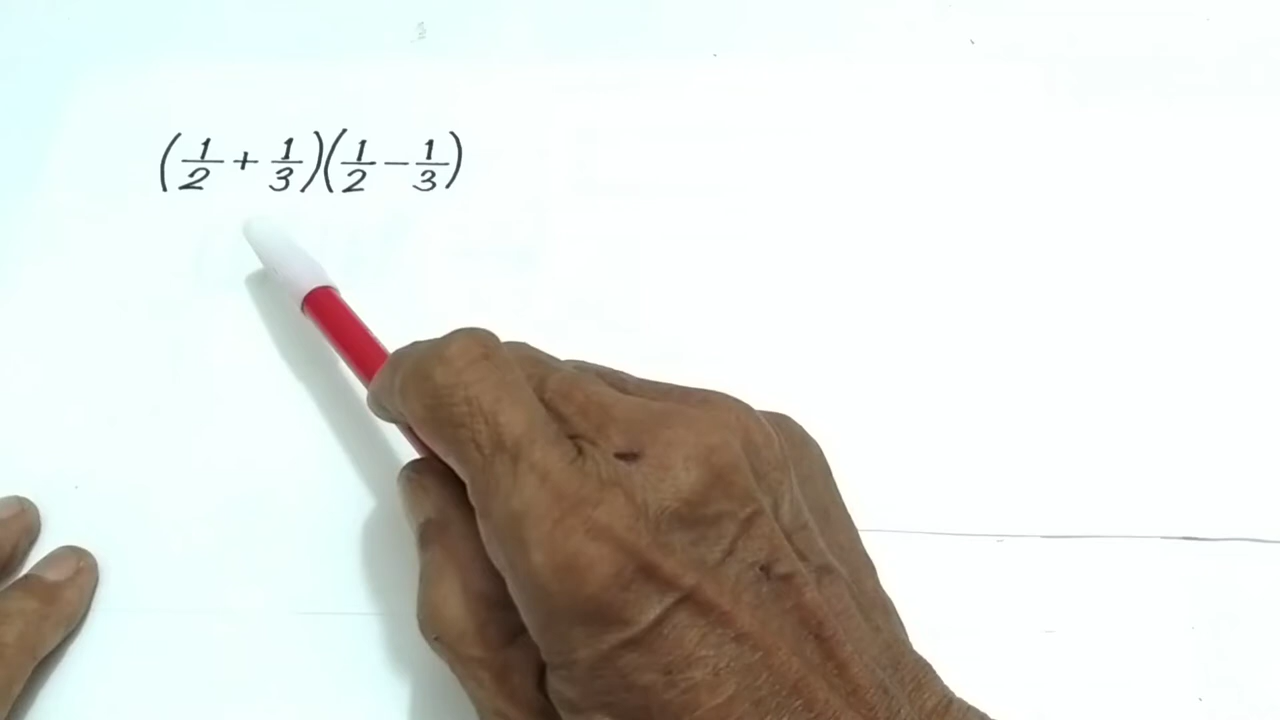 (1/2 + 1/3)(1/2 − 1/3)